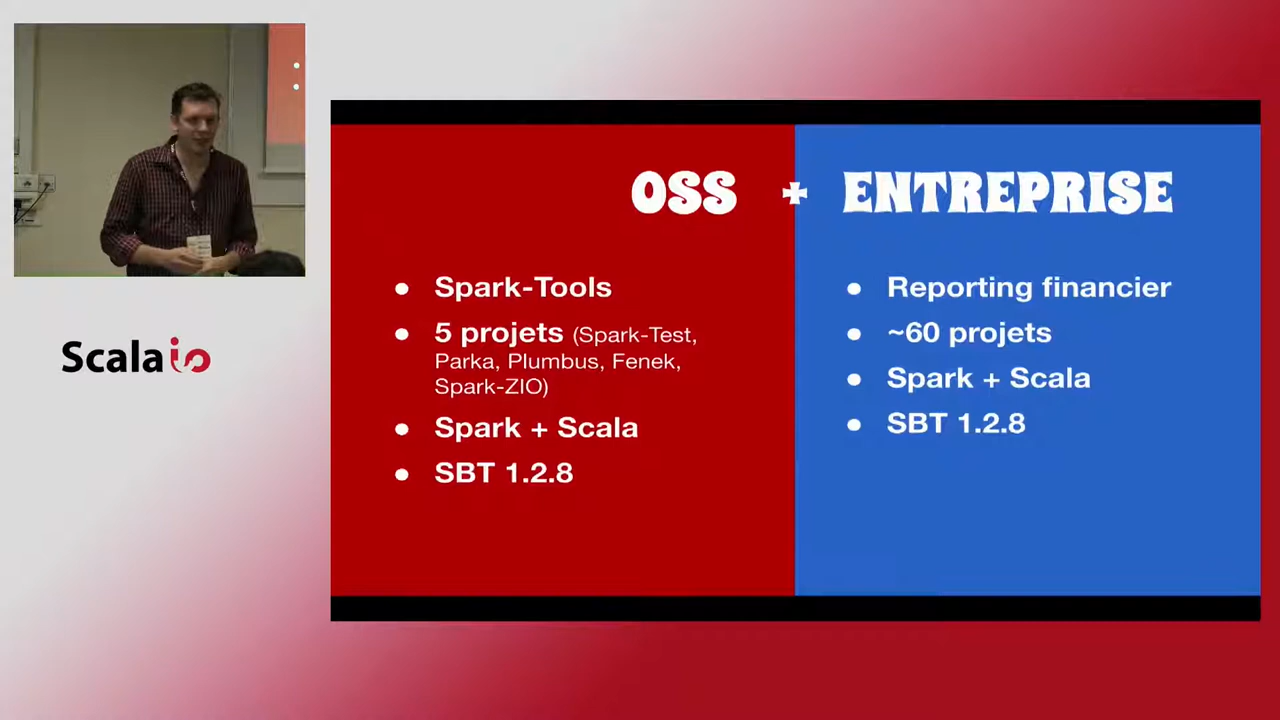 OSS + ENTREPRISE
● Spark-Tools
● 5 projets (Spark-Test,
Parka, Plumbus, Fenek,
Spark-ZIO)
● Spark + Scala
● SBT 1.2.8
● Reporting financier
● ~60 projets
● Spark + Scala
● SBT 1.2.8
Scala io